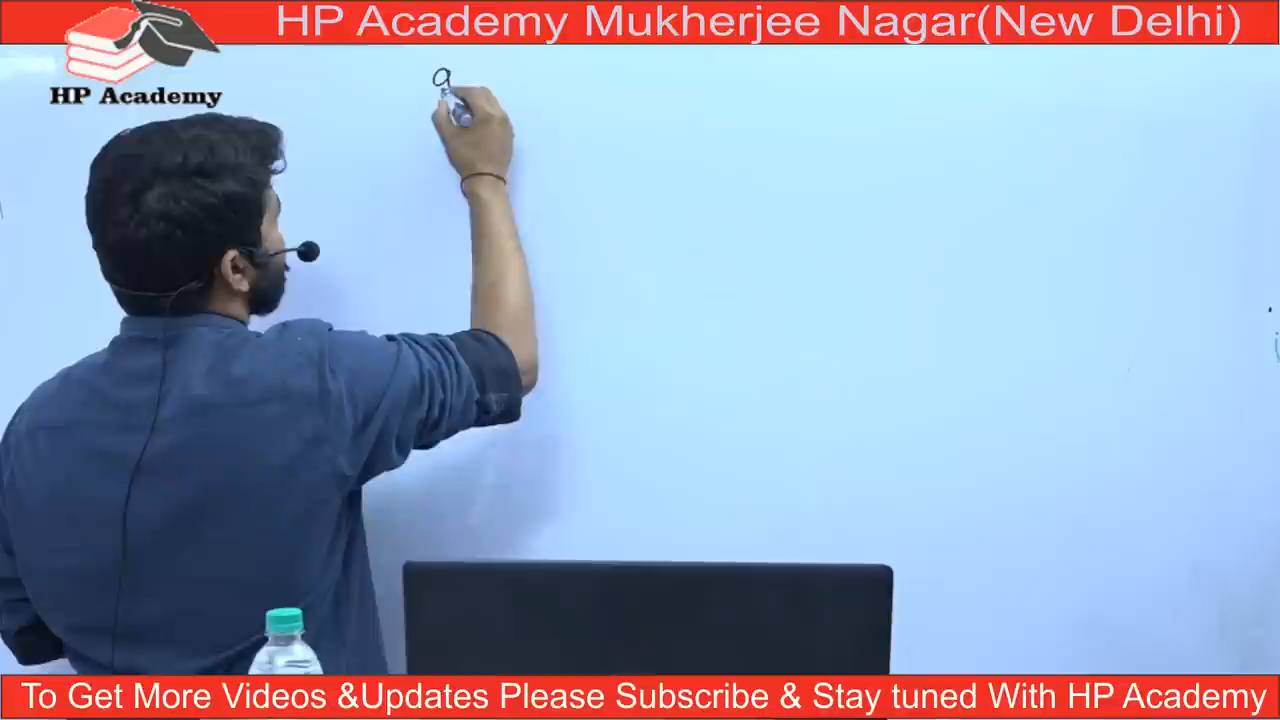 HP Academy Mukherjee Nagar(New Delhi)
HP Academy
To Get More Videos &Updates Please Subscribe & Stay tuned With HP Academy